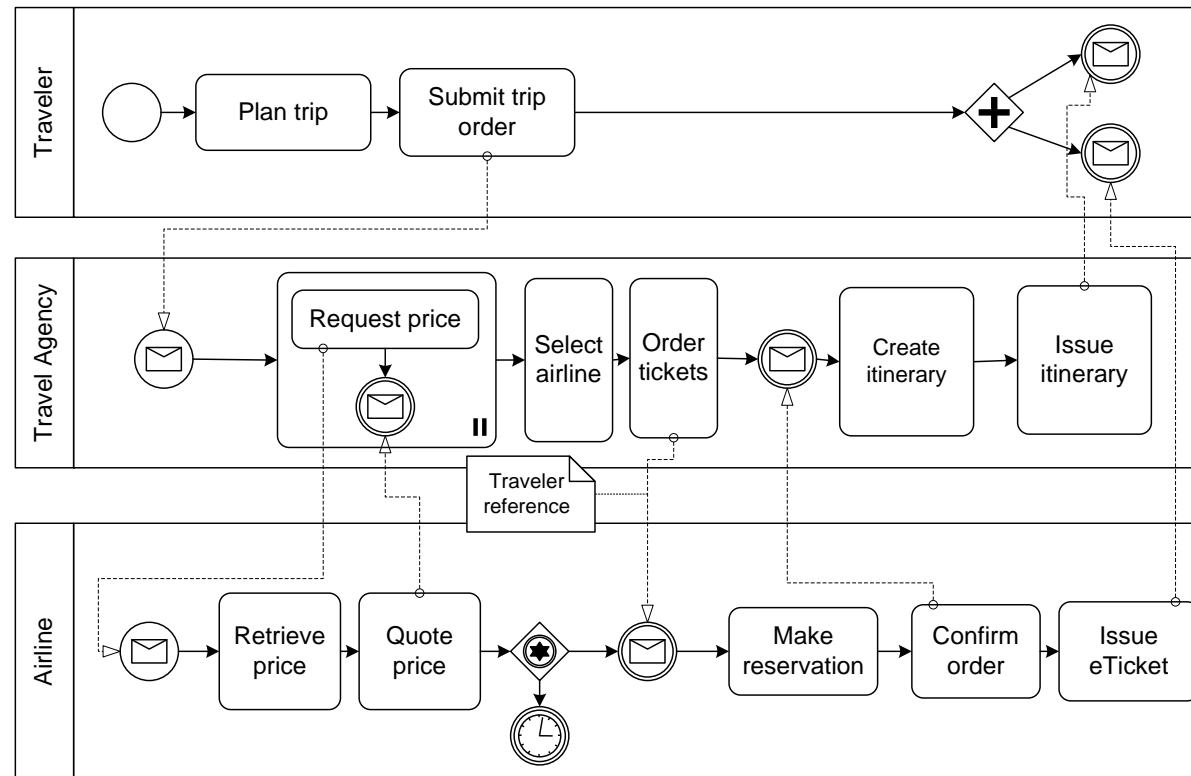 Traveler
Plan trip
Submit trip
order
Travel Agency
Request price
Select
airline
Order
tickets
Create
itinerary
Issue
itinerary
Traveler
reference
Airline
Retrieve
price
Quote
price
Make
reservation
Confirm
order
Issue
eTicket